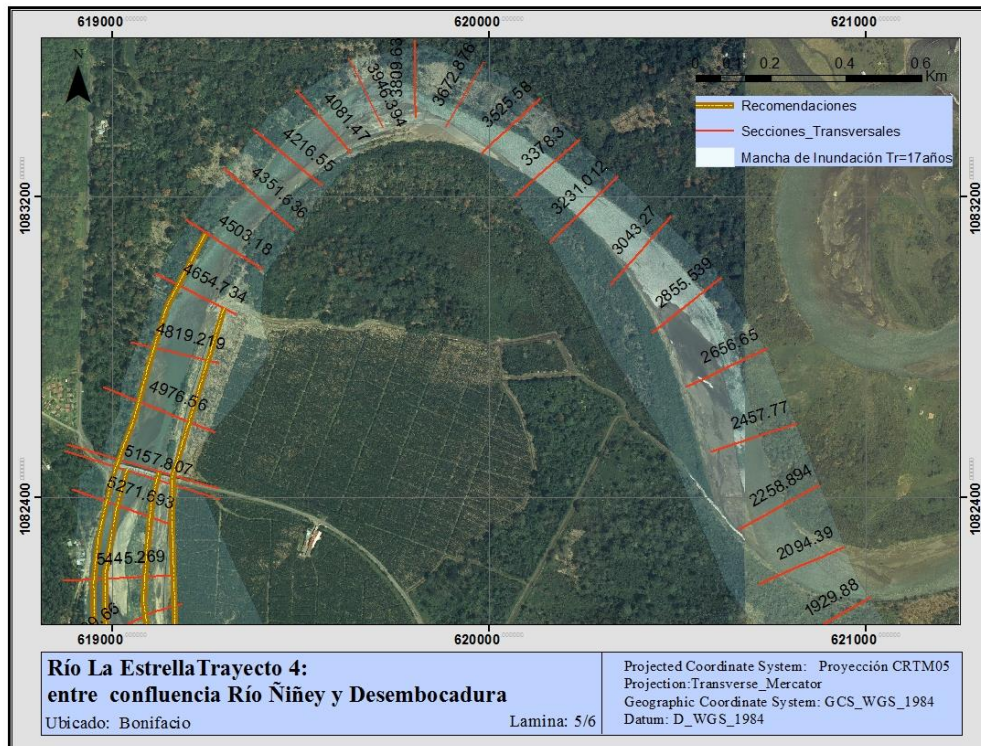 619000 620000 621000
N
0 0.2 0.4 0.6
Km
Recomendaciones
Secciones_Transversales
Mancha de Inundación Tr=17años
3946.394
3809.63
3672.876
4081.47
3525.58
4216.55
3378.3
4351.636
3231.012
1083200
1083200
4503.18
3043.27
4654.734
2855.539
4819.219
2656.65
4976.56
2457.77
5157.807
5271.693
2258.894
1082400
1082400
2094.39
5445.269
1929.88
619000 620000 621000
Río La EstrellaTrayecto 4:
entre confluencia Río Ñiñey y Desembocadura
Ubicado: Bonifacio Lamina: 5/6
Projected Coordinate System: Proyección CRTM05
Projection:Transverse_Mercator
Geographic Coordinate System: GCS_WGS_1984
Datum: D_WGS_1984